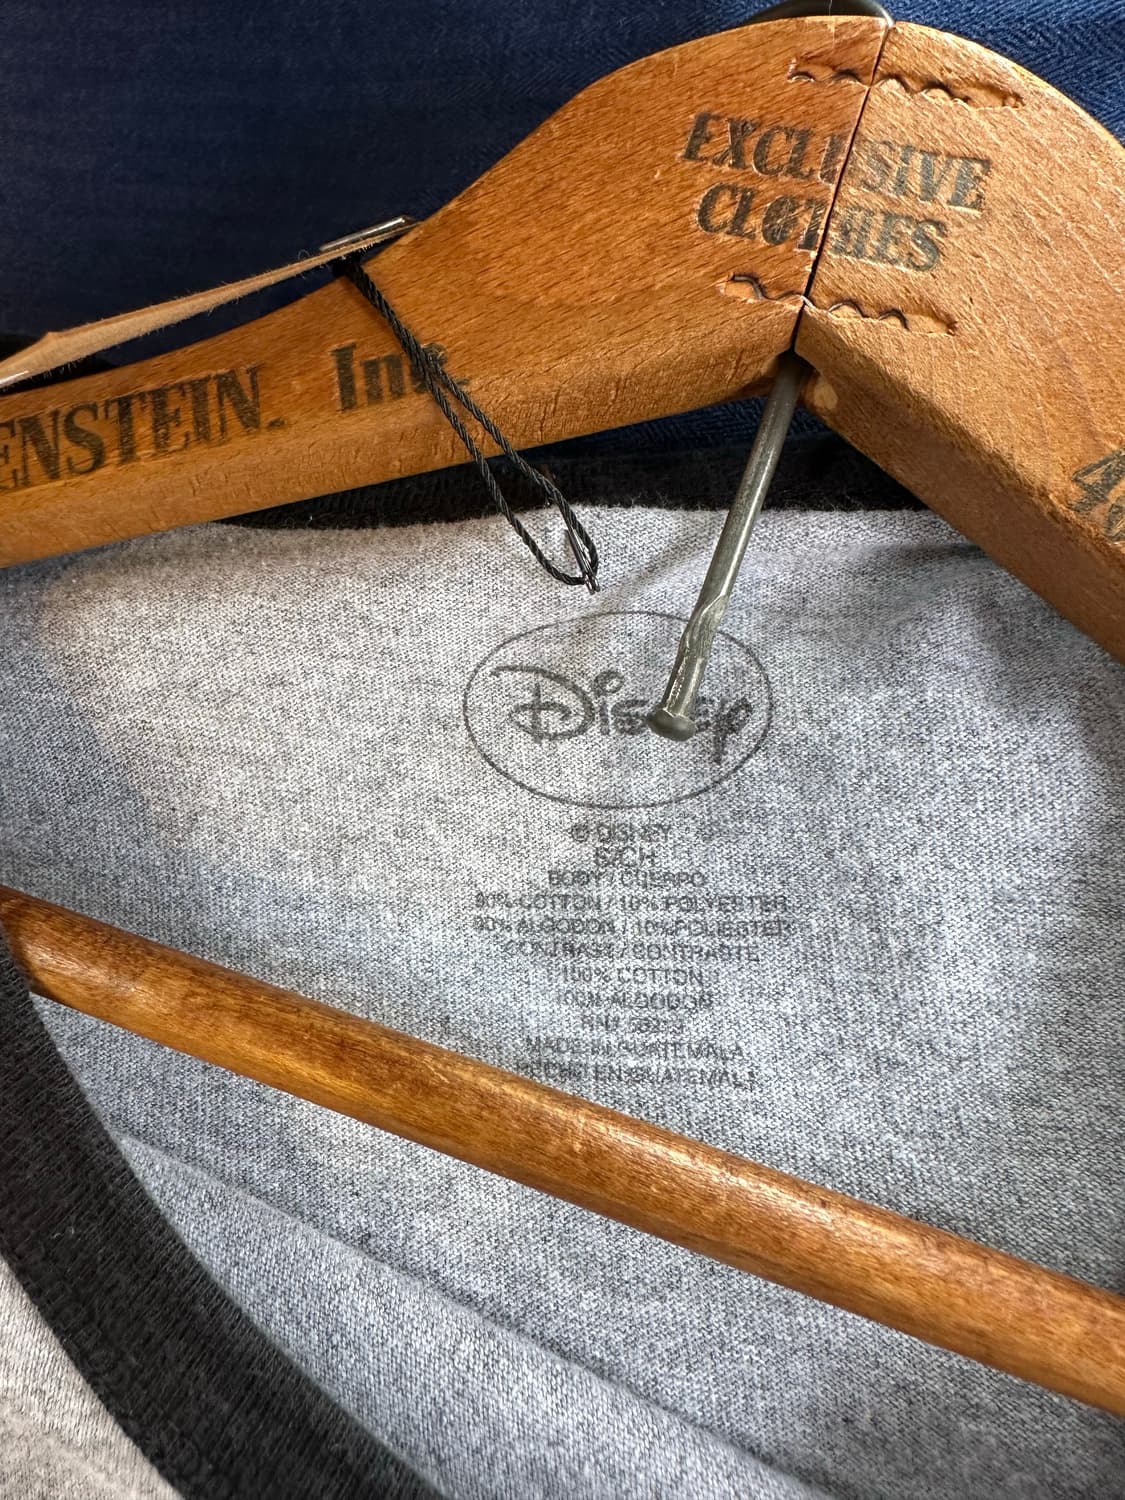 EXCLUSIVE
CLOTHES
ENSTEIN. Inc.
Disney
© DISNEY
S/CH
BODY / CUERPO
90% COTTON / 10% POLYESTER
90% ALGODON / 10% POLIESTER
CONTRAST / CONTRASTE
100% COTTON
100% ALGODON
MADE IN GUATEMALA
HECHO EN GUATEMALA